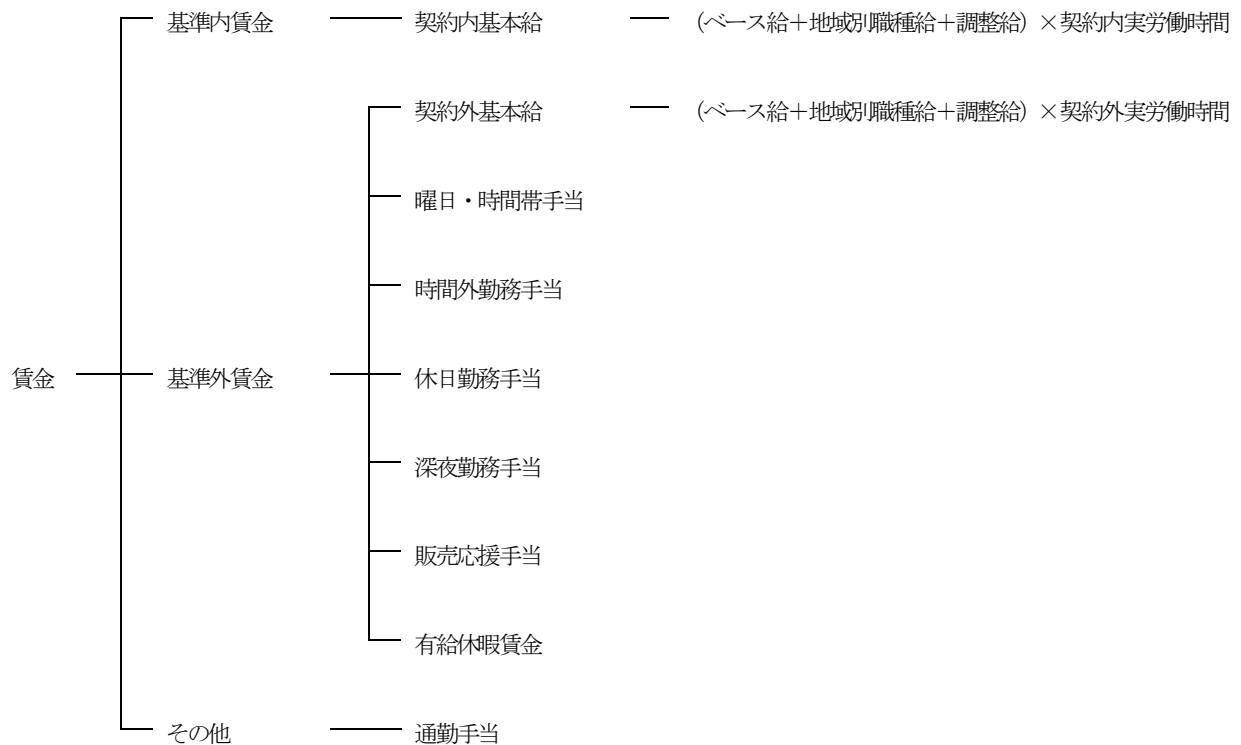 基準内賃金 契約内基本給 (ベース給+地域別職種給+調整給)×契約内実労働時間
契約外基本給 (ベース給+地域別職種給+調整給)×契約外実労働時間
曜日・時間帯手当
時間外勤務手当
賃金 基準外賃金 休日勤務手当
深夜勤務手当
販売応援手当
有給休暇賃金
その他 通勤手当